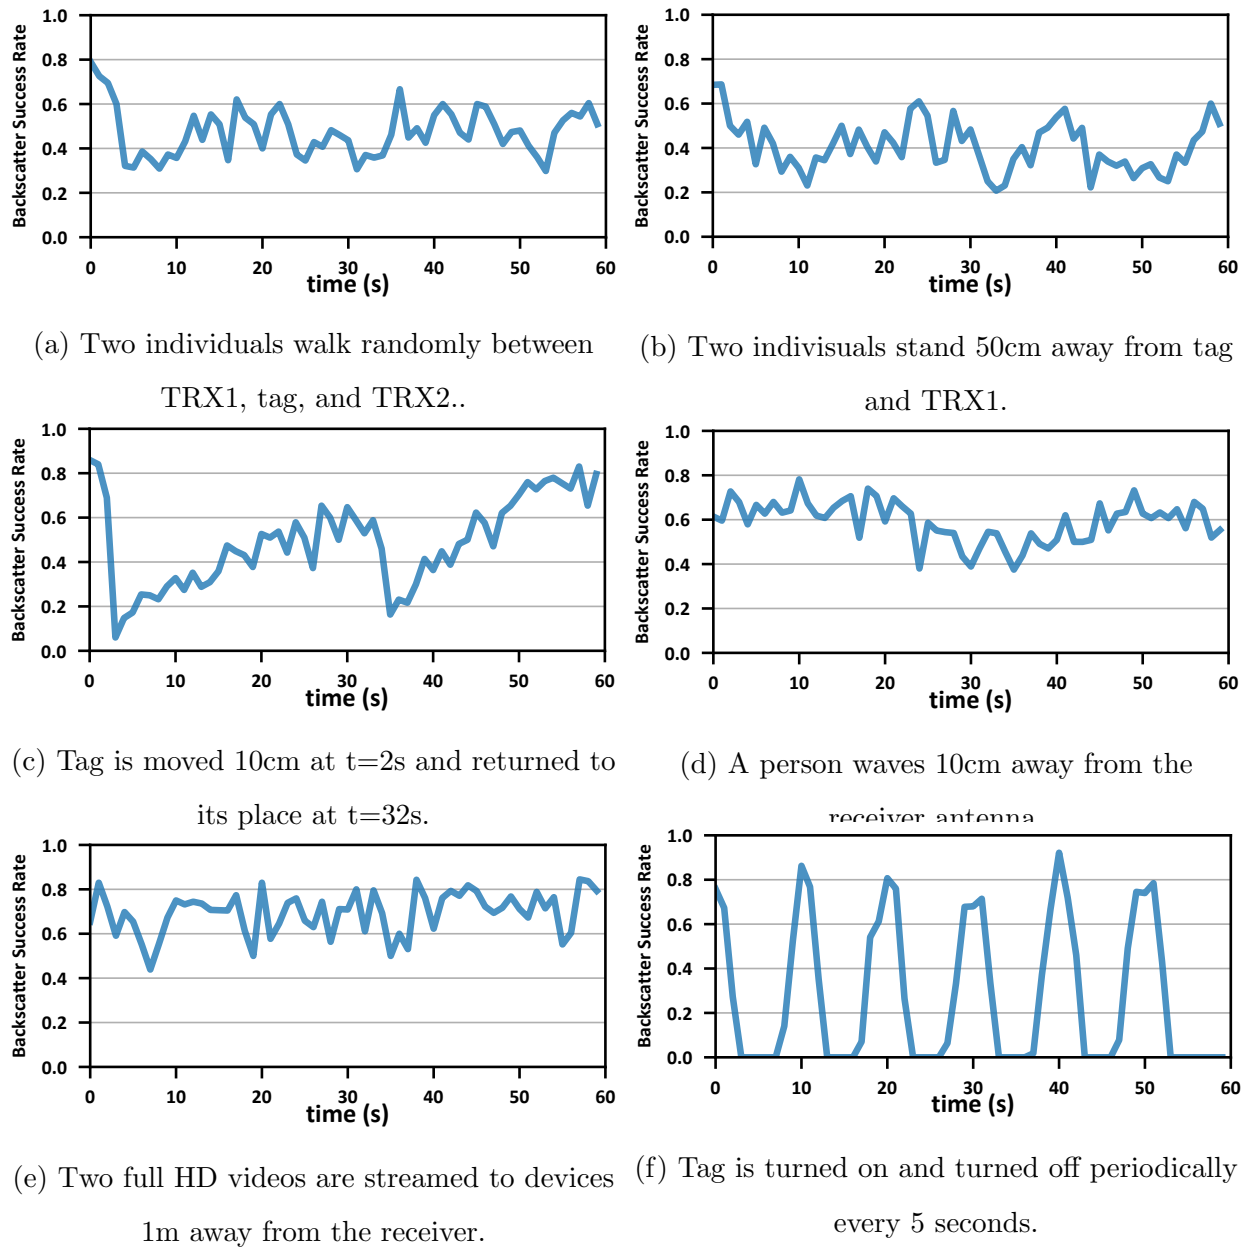 1.0
0.8
0.6
0.4
0.2
0.0
Backscatter Success Rate
0 10 20 30 40 50 60
time (s)
(a) Two individuals walk randomly between
TRX1, tag, and TRX2..
1.0
0.8
0.6
0.4
0.2
0.0
Backscatter Success Rate
0 10 20 30 40 50 60
time (s)
(b) Two indivisuals stand 50cm away from tag
and TRX1.
1.0
0.8
0.6
0.4
0.2
0.0
Backscatter Success Rate
0 10 20 30 40 50 60
time (s)
(c) Tag is moved 10cm at t=2s and returned to
its place at t=32s.
1.0
0.8
0.6
0.4
0.2
0.0
Backscatter Success Rate
0 10 20 30 40 50 60
time (s)
(d) A person waves 10cm away from the
receiver antenna
1.0
0.8
0.6
0.4
0.2
0.0
Backscatter Success Rate
0 10 20 30 40 50 60
time (s)
(e) Two full HD videos are streamed to devices
1m away from the receiver.
1.0
0.8
0.6
0.4
0.2
0.0
Backscatter Success Rate
0 10 20 30 40 50 60
time (s)
(f) Tag is turned on and turned off periodically
every 5 seconds.